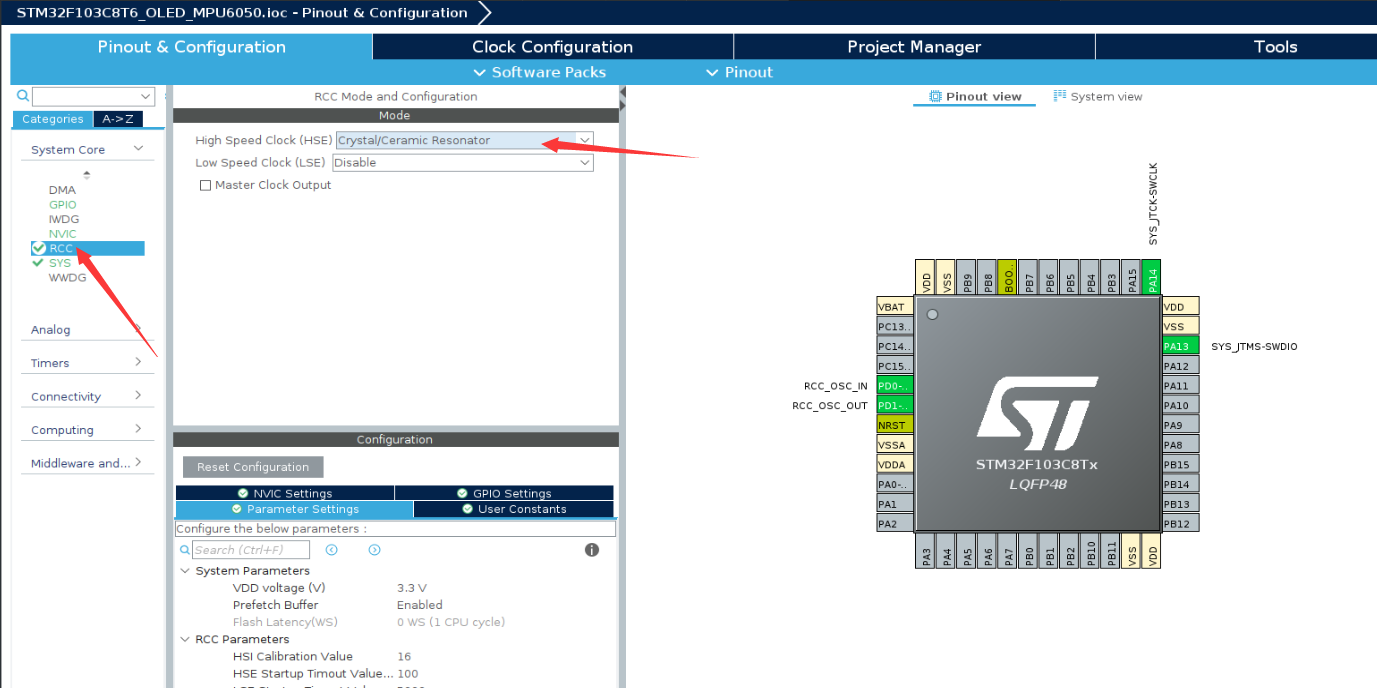 STM32F103C8T6_OLED_MPU6050.ioc - Pinout & Configuration
Pinout & Configuration
Clock Configuration
Project Manager
Tools
Software Packs
Pinout
Categories
A->Z
System Core
DMA
GPIO
IWDG
NVIC
RCC
SYS
WWDG
Analog
Timers
Connectivity
Computing
Middleware and...
RCC Mode and Configuration
Mode
High Speed Clock (HSE) Crystal/Ceramic Resonator
Low Speed Clock (LSE) Disable
Master Clock Output
Configuration
Reset Configuration
NVIC Settings
GPIO Settings
Parameter Settings
User Constants
Configure the below parameters :
Search (Ctrl+F)
System Parameters
VDD voltage (V) 3.3 V
Prefetch Buffer Enabled
Flash Latency(WS) 0 WS (1 CPU cycle)
RCC Parameters
HSI Calibration Value 16
HSE Startup Timout Value... 100
Pinout view
System view
SYS_JTCK-SWCLK
VDD
VSS
PB9
PB8
BOO..
PB7
PB6
PB5
PB4
PB3
PA15
PA14
VBAT
PC13..
PC14..
PC15..
RCC_OSC_IN PD0-..
RCC_OSC_OUT PD1-..
NRST
VSSA
VDDA
PA0-..
PA1
PA2
STM32F103C8Tx
LQFP48
VDD
VSS
PA13 SYS_JTMS-SWDIO
PA12
PA11
PA10
PA9
PA8
PB15
PB14
PB13
PB12
PA3
PA4
PA5
PA6
PA7
PB0
PB1
PB2
PB10
PB11
VSS
VDD